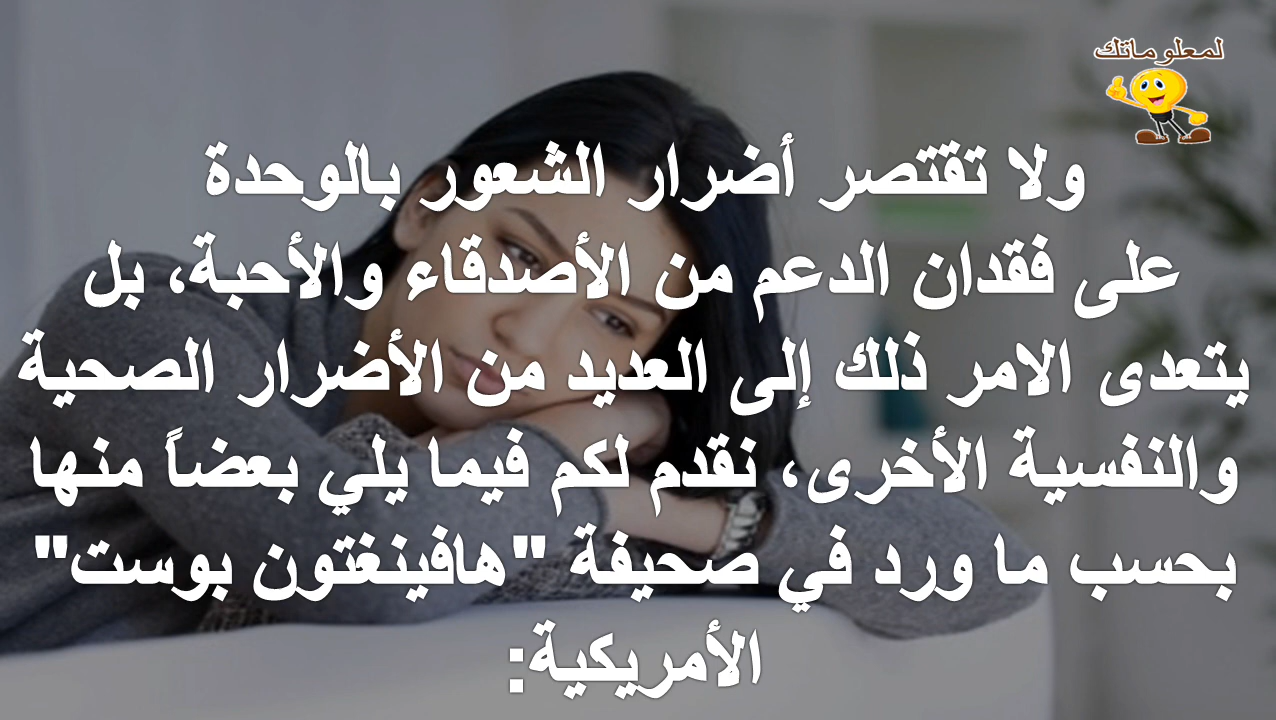 لمعلوماتك
ولا تقتصر أضرار الشعور بالوحدة
على فقدان الدعم من الأصدقاء والأحبة، بل
يتعدى الامر ذلك إلى العديد من الأضرار الصحية
والنفسية الأخرى، نقدم لكم فيما يلي بعضاً منها
بحسب ما ورد في صحيفة "هافينغتون بوست"
الأمريكية: